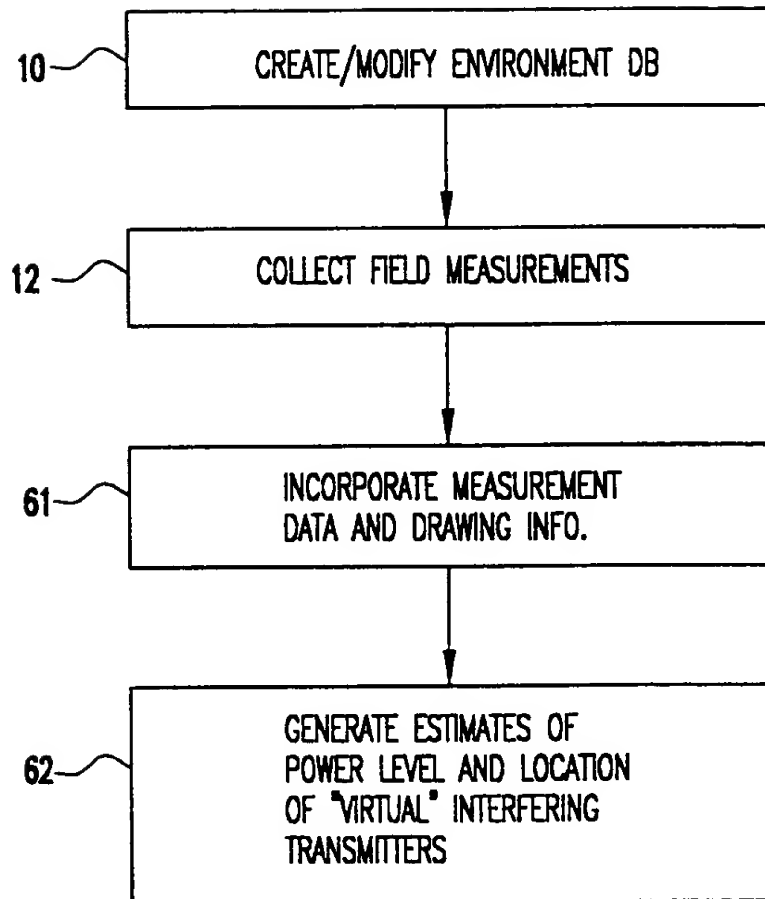 10
CREATE/MODIFY ENVIRONMENT DB
12
COLLECT FIELD MEASUREMENTS
61
INCORPORATE MEASUREMENT
DATA AND DRAWING INFO.
62
GENERATE ESTIMATES OF
POWER LEVEL AND LOCATION
OF "VIRTUAL" INTERFERING
TRANSMITTERS